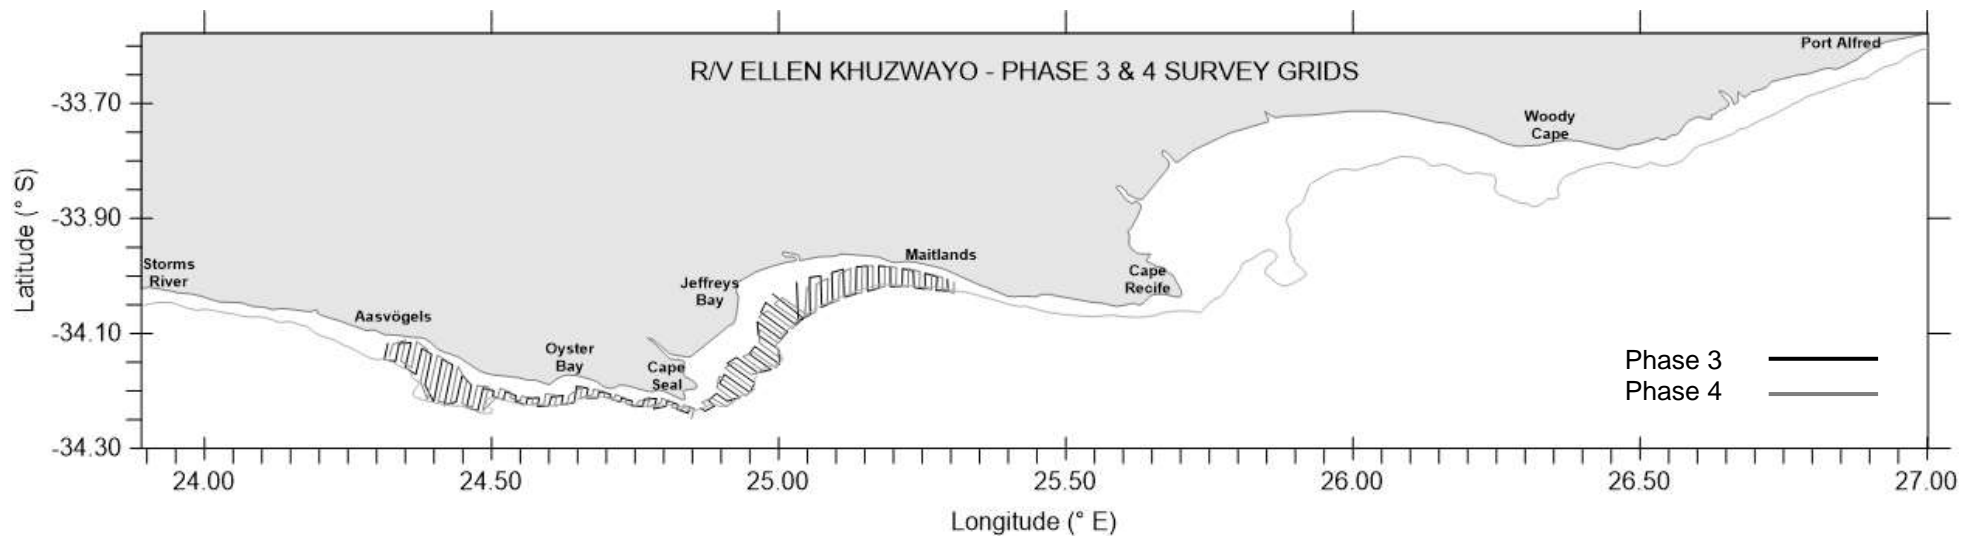 R/V ELLEN KHUZWAYO - PHASE 3 & 4 SURVEY GRIDS
Port Alfred
Woody
Cape
Maitlands
Storms
River
Jeffreys
Bay
Cape
Recife
Aasvögels
Oyster
Bay
Cape
Seal
Phase 3
Phase 4
Latitude (° S)
-33.70
-33.90
-34.10
-34.30
24.00 24.50 25.00 25.50 26.00 26.50 27.00
Longitude (° E)